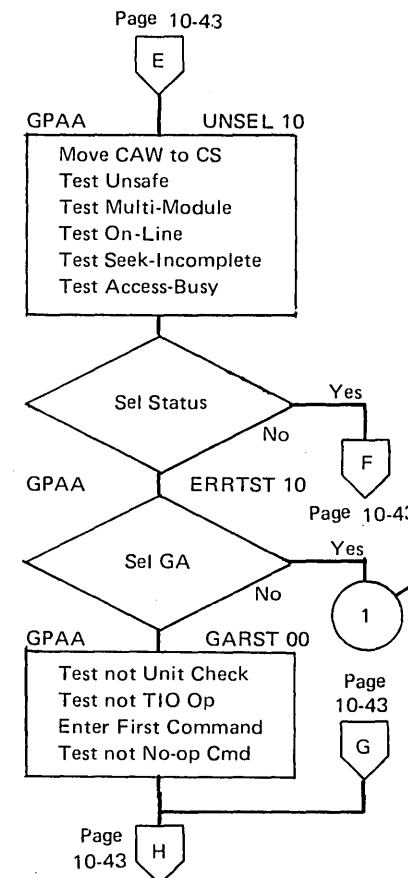 Page 10-43
E
GPAA UNSEL 10
Move CAW to CS
Test Unsafe
Test Multi-Module
Test On-Line
Test Seek-Incomplete
Test Access-Busy
Sel Status
Yes
No
F
GPAA ERRTST 10
Page 10-43
Sel GA
Yes
No
1
GPAA GARST 00
Test not Unit Check
Test not TIO Op
Enter First Command
Test not No-op Cmd
Page
10-43
G
Page
10-43
H